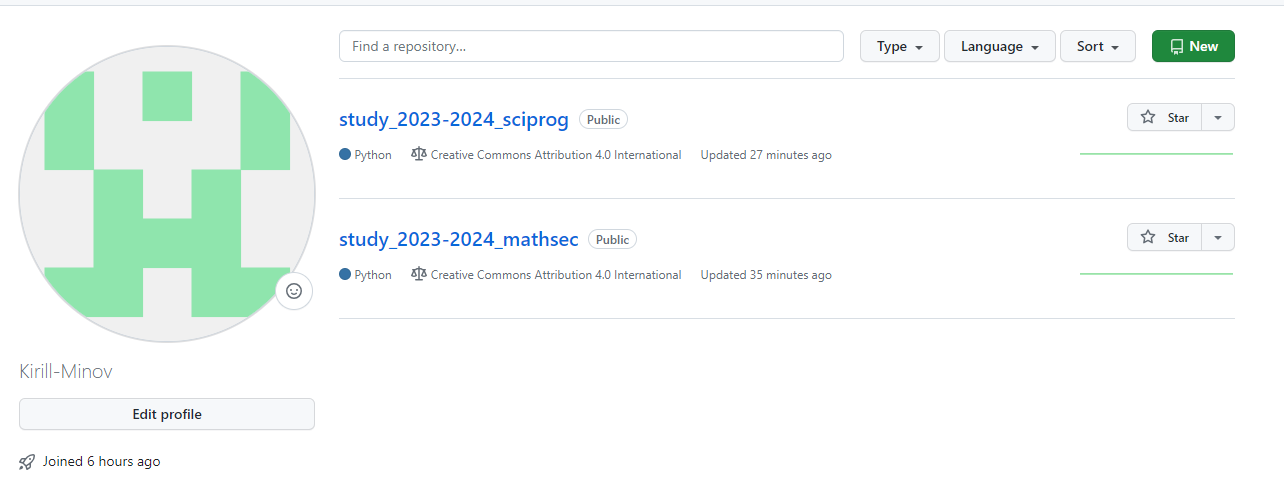 Find a repository...
Type
Language
Sort
New
study_2023-2024_sciprog Public
Star
Python Creative Commons Attribution 4.0 International Updated 27 minutes ago
study_2023-2024_mathsec Public
Star
Python Creative Commons Attribution 4.0 International Updated 35 minutes ago
Kirill-Minov
Edit profile
Joined 6 hours ago